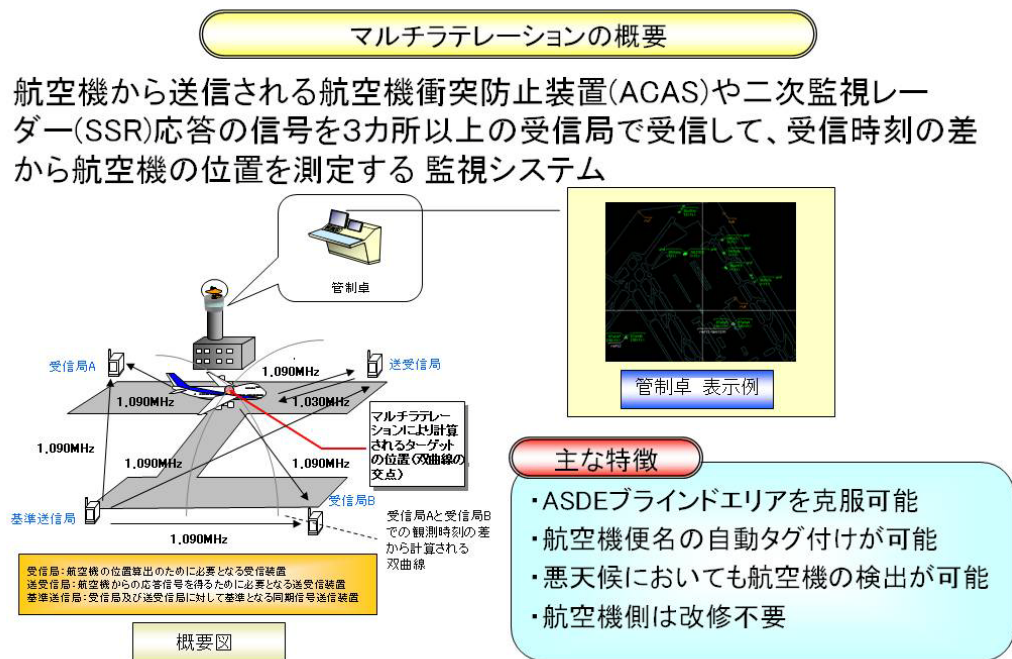 マルチラテレーションの概要
航空機から送信される航空機衝突防止装置(ACAS)や二次監視レー
ダー(SSR)応答の信号を3カ所以上の受信局で受信して、受信時刻の差
から航空機の位置を測定する 監視システム
管制卓
管制卓 表示例
受信局A
1,090MHz
送受信局
1,090MHz
1,030MHz
マルチラテレー
ションにより計算
されるターゲット
の位置(双曲線の
交点)
1,090MHz
1,090MHz
1,090MHz
基準送信局
受信局B
1,090MHz
受信局Aと受信局B
での観測時刻の差
から計算される
双曲線
受信局:航空機の位置算出のために必要となる受信装置
送受信局:航空機からの応答信号を得るために必要となる送受信装置
基準送信局:受信局及び送受信局に対して基準となる同期信号送信装置
概要図
主な特徴
・ASDEブラインドエリアを克服可能
・航空機便名の自動タグ付けが可能
・悪天候においても航空機の検出が可能
・航空機側は改修不要